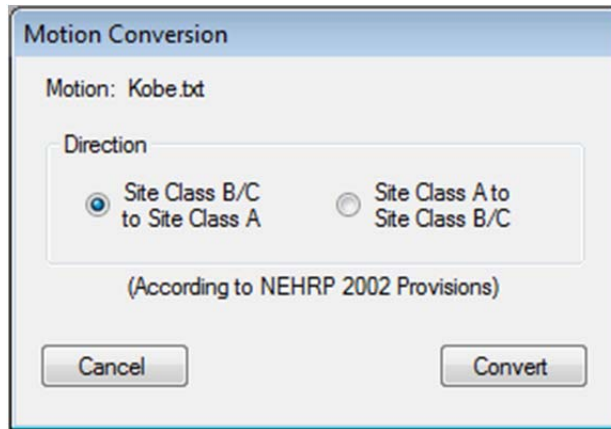 Motion Conversion
Motion: Kobe.txt
Direction
Site Class B/C
to Site Class A
Site Class A to
Site Class B/C
(According to NEHRP 2002 Provisions)
Cancel
Convert